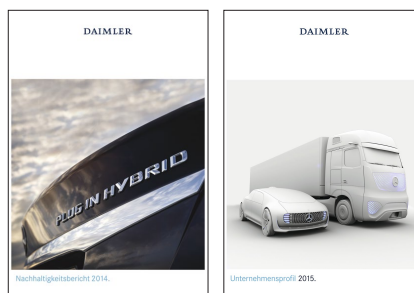 DAIMLER
PLUG IN HYBRID
Nachhaltigkeitsbericht 2014.
DAIMLER
Unternehmensprofil 2015.